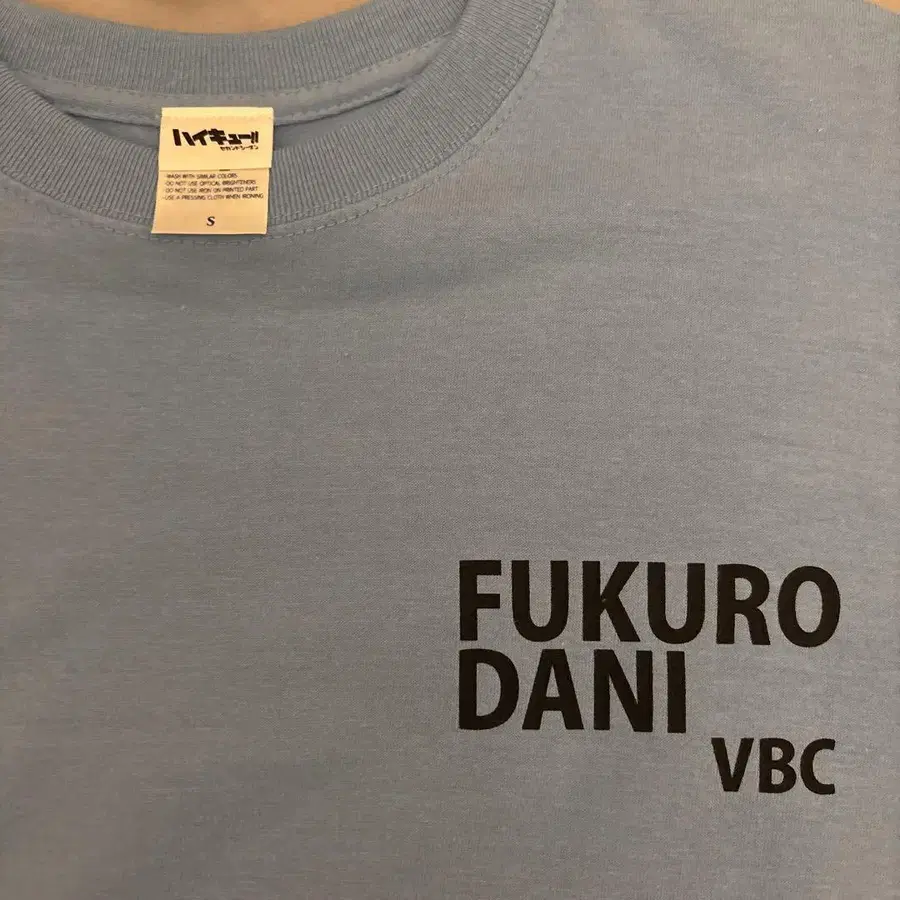 ハイキュー!!
セカンドシーズン
·WASH WITH SIMILAR COLORS
·DO NOT USE OPTICAL BRIGHTENERS
·DO NOT USE IRON ON PRINTED PART
·USE A PRESSING CLOTH WHEN IRONING
S
FUKURO
DANI
VBC